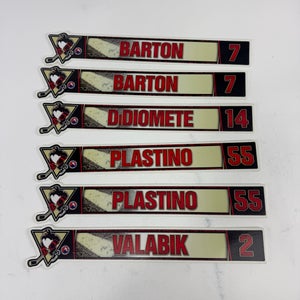 BARTON 7
BARTON 7
DiDIOMETE 14
PLASTINO 55
PLASTINO 55
VALABIK 2